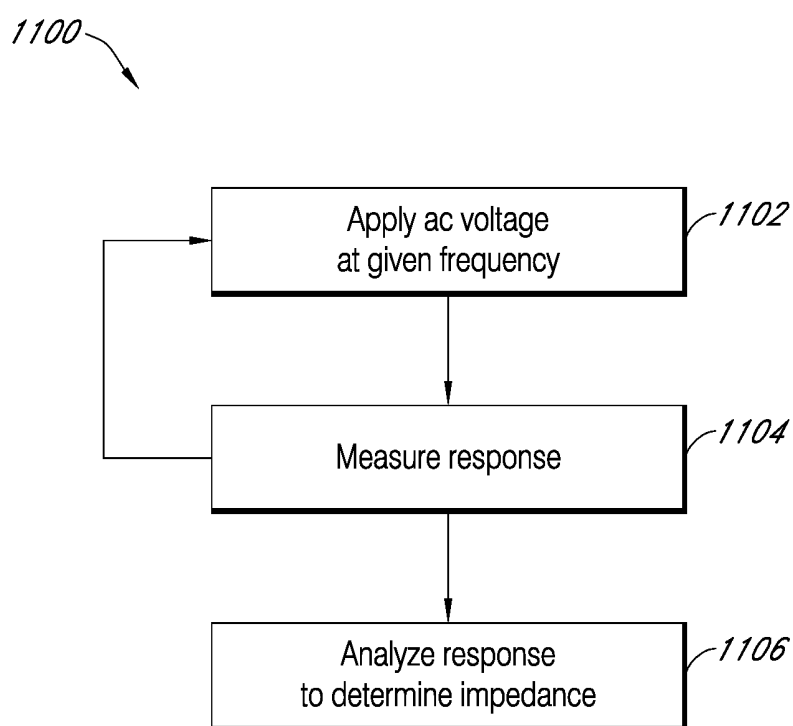 1100
Apply ac voltage
at given frequency
1102
Measure response
1104
Analyze response
to determine impedance
1106